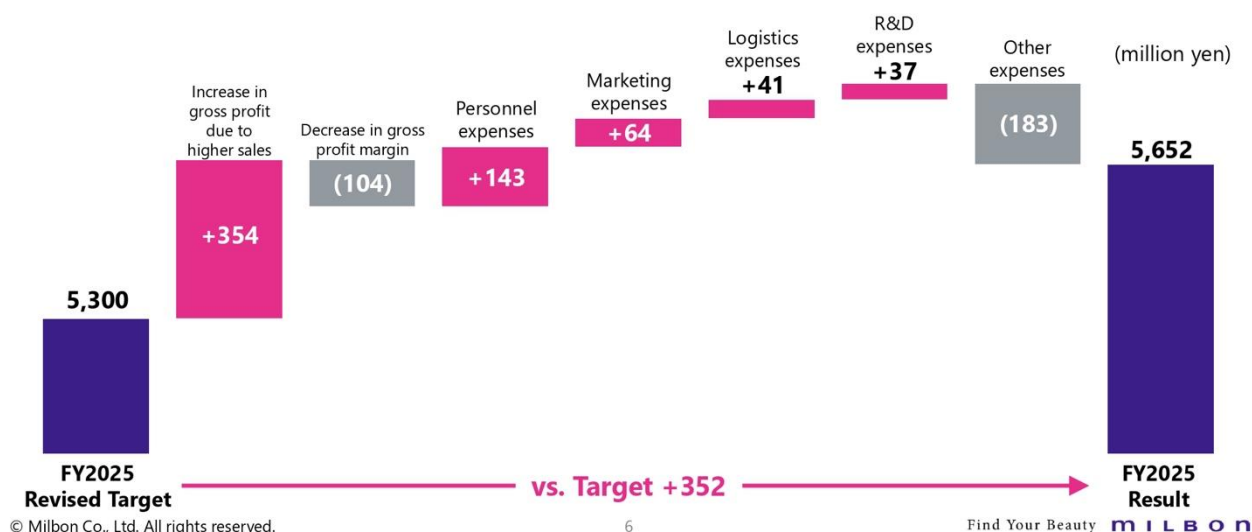 R&D
expenses
+37
Logistics
expenses
+41
Other
expenses
(183)
(million yen)
Marketing
expenses
+64
Increase in
gross profit
due to
higher sales
+354
Decrease in gross
profit margin
(104)
Personnel
expenses
+143
5,652
5,300
FY2025
Revised Target
vs. Target +352
FY2025
Result
© Milbon Co., Ltd. All rights reserved.
6
Find Your Beauty MILBON